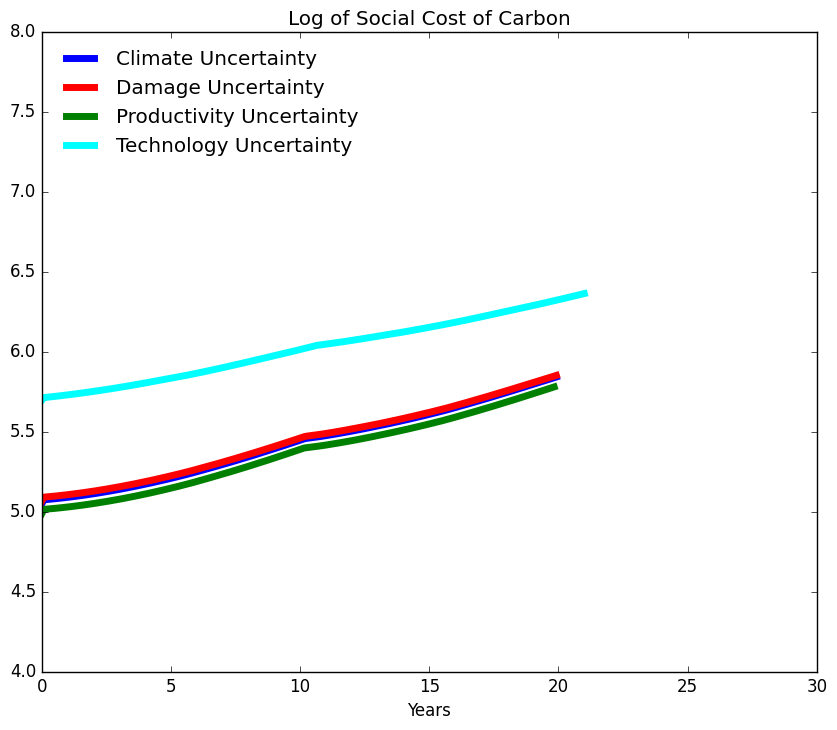 Log of Social Cost of Carbon
8.0
7.5
7.0
6.5
6.0
5.5
5.0
4.5
4.0
Climate Uncertainty
Damage Uncertainty
Productivity Uncertainty
Technology Uncertainty
0 5 10 15 20 25 30
Years